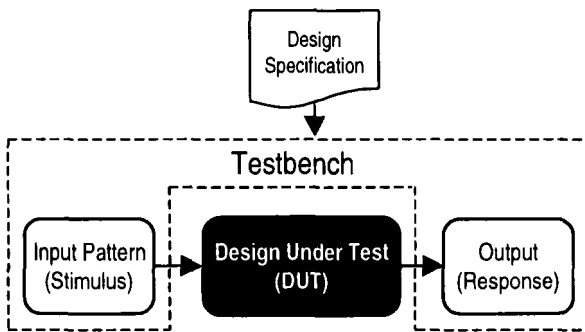 Design
Specification
Testbench
Input Pattern
(Stimulus)
Design Under Test
(DUT)
Output
(Response)